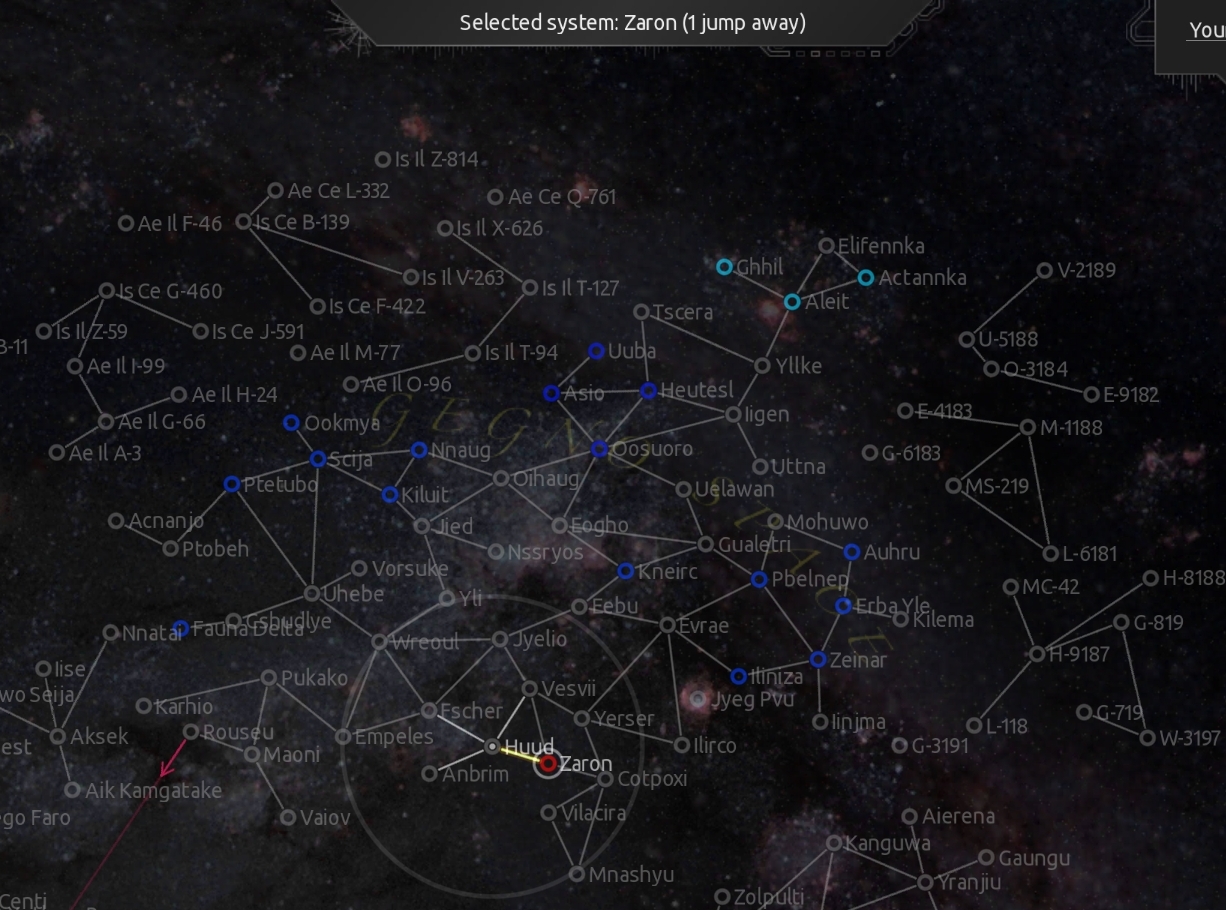 Selected system: Zaron (1 jump away)
You
Is Il Z-814
Ae Ce L-332
Ae Ce Q-761
Ae Il F-46
Is Ce B-139
Is Il X-626
Elifennka
Ghhil
V-2189
Is Il V-263
Actannka
Is Ce G-460
Is Il T-127
Aleit
Is Ce F-422
Tscera
Is Il Z-59
Is Ce J-591
U-5188
B-11
Uuba
Ae Il M-77
Is Il T-94
Ae Il I-99
Yllke
O-3184
Ae Il O-96
Asio
Heutesl
Ae Il H-24
E-9182
E-4183
Iigen
Ae Il G-66
Ookmya
GEGNO SIADE
M-1188
Oosuoro
Nnaug
Ae Il A-3
G-6183
Scija
Uttna
Oihaug
Ptetubo
MS-219
Uelawan
Kiluit
Acnanjo
Mohuwo
Jied
Eogho
Gualetri
Ptobeh
Nssryos
Auhru
L-6181
Vorsuke
Kneirc
H-8188
Pbelnep
MC-42
Uhebe
Yli
Eebu
Erba Yle
Kilema
Gsbudlye
G-819
Evrae
Fauna Delta
Nnatai
Jyelio
Wreoul
H-9187
Zeinar
Iise
Iliniza
Pukako
Vesvii
wo Seija
Jyeg Pvu
Karhio
Fscher
Yerser
G-719
Iinjma
L-118
Rouseu
Aksek
Empeles
W-3197
est
Huud
Ilirco
G-3191
Maoni
Zaron
Anbrim
Cotpoxi
Aik Kamgatake
Vilacira
go Faro
Vaiov
Aierena
Kanguwa
Gaungu
Mnashyu
Yranjiu
Centi
Zolpulti